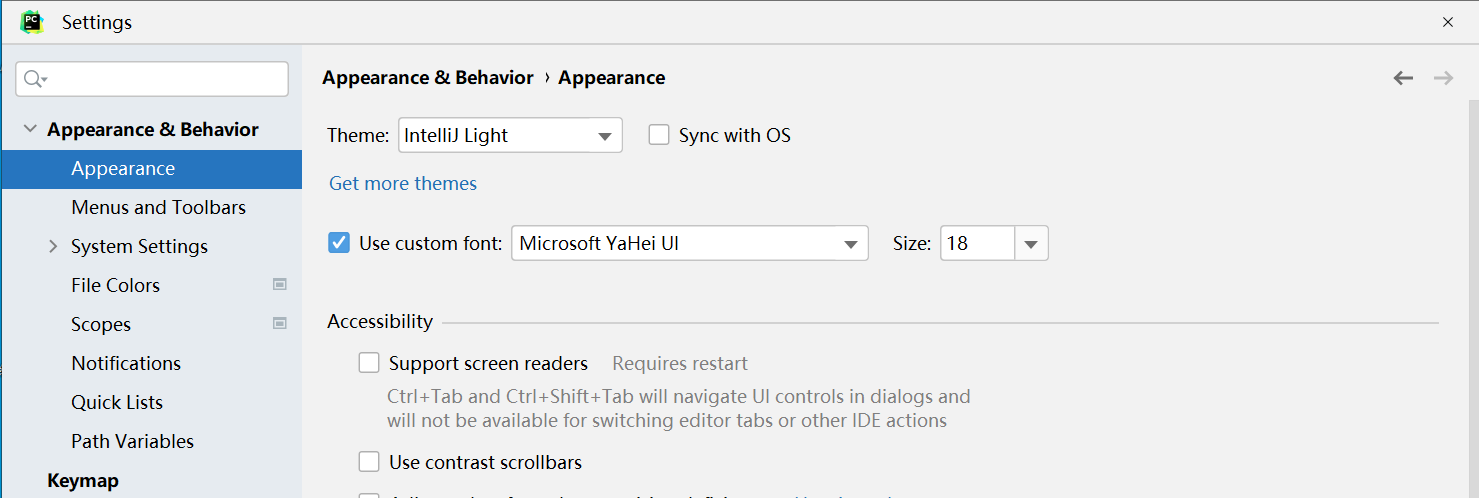 PC
Settings
Appearance & Behavior › Appearance
Appearance & Behavior
Appearance
Menus and Toolbars
System Settings
File Colors
Scopes
Notifications
Quick Lists
Path Variables
Keymap
Theme: IntelliJ Light Sync with OS
Get more themes
Use custom font: Microsoft YaHei UI Size: 18
Accessibility
Support screen readers Requires restart
Ctrl+Tab and Ctrl+Shift+Tab will navigate UI controls in dialogs and
will not be available for switching editor tabs or other IDE actions
Use contrast scrollbars